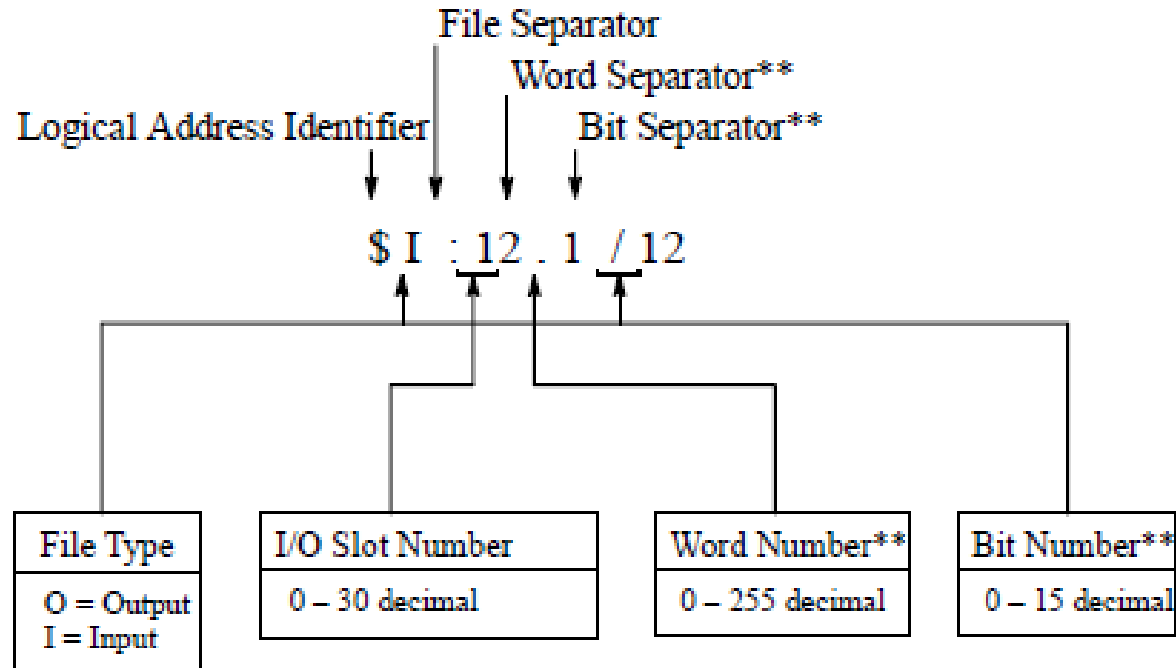 File Separator
Word Separator**
Logical Address Identifier
Bit Separator**
$ I : 12 . 1 / 12
File Type
O = Output
I = Input
I/O Slot Number
0 – 30 decimal
Word Number**
0 – 255 decimal
Bit Number**
0 – 15 decimal